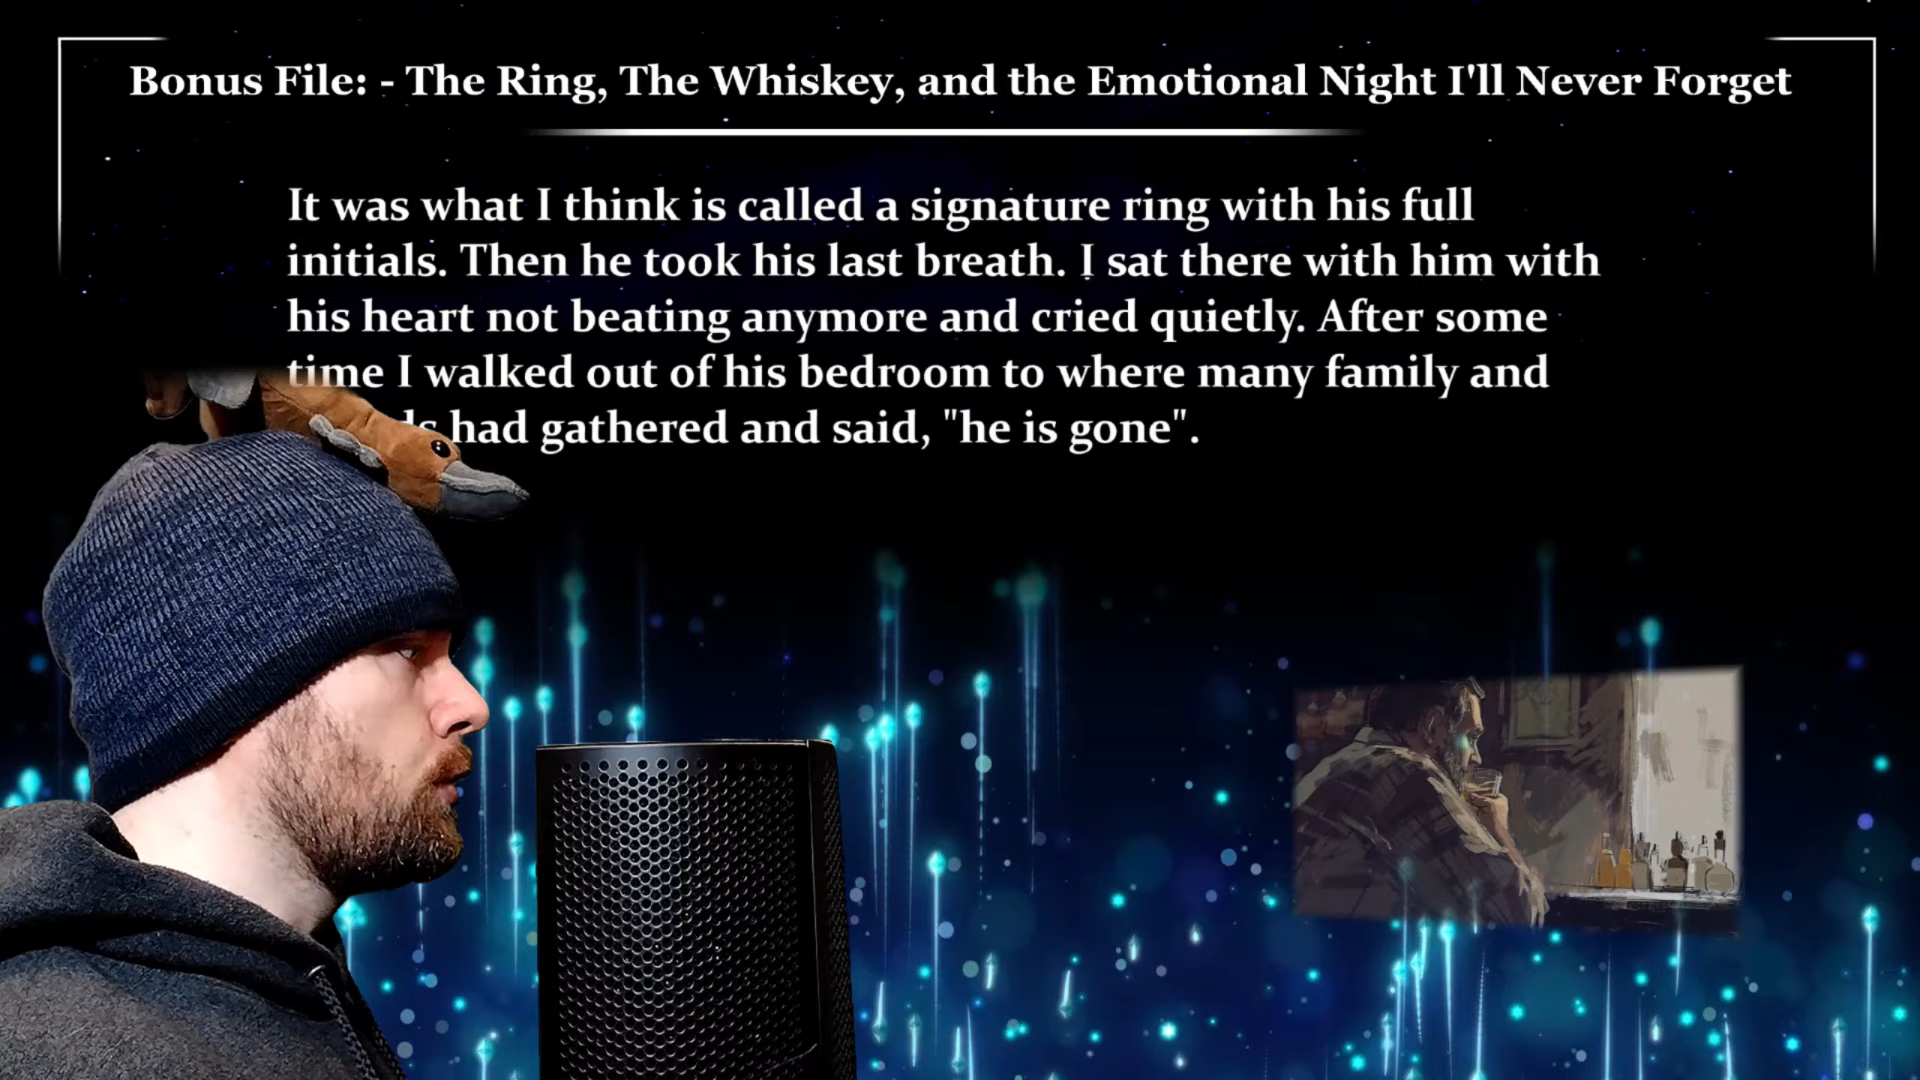 Bonus File: - The Ring, The Whiskey, and the Emotional Night I'll Never Forget
It was what I think is called a signature ring with his full
initials. Then he took his last breath. I sat there with him with
his heart not beating anymore and cried quietly. After some
time I walked out of his bedroom to where many family and
had gathered and said, "he is gone".